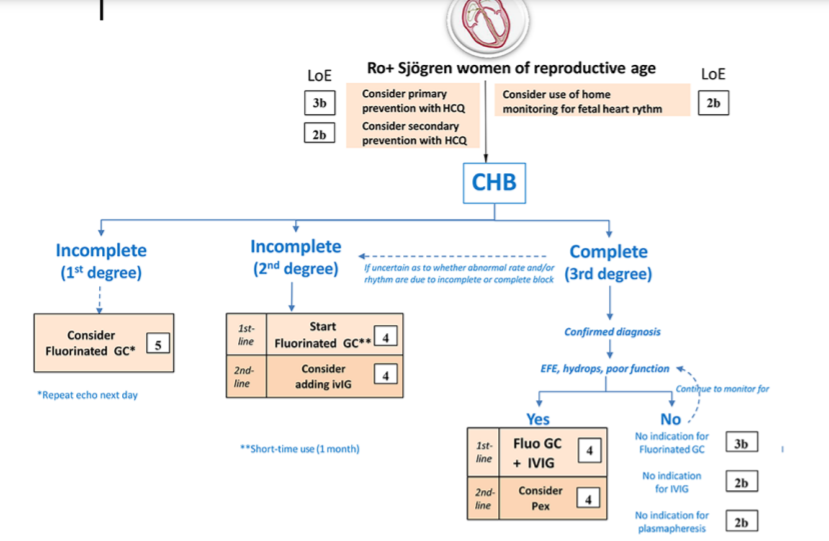 Ro+ Sjögren women of reproductive age
LoE
LoE
3b
Consider primary
prevention with HCQ
Consider use of home
monitoring for fetal heart rythm
2b
2b
Consider secondary
prevention with HCQ
CHB
Incomplete
(1st degree)
Incomplete
(2nd degree)
If uncertain as to whether abnormal rate and/or
rhythm are due to incomplete or complete block
Complete
(3rd degree)
Consider
Fluorinated GC*
5
*Repeat echo next day
1st-
line
Start
Fluorinated GC**
4
2nd-
line
Consider
adding ivIG
4
**Short-time use (1 month)
Confirmed diagnosis
EFE, hydrops, poor function
Continue to monitor for
Yes
No
1st-
line
Fluo GC
+ IVIG
4
2nd-
line
Consider
Pex
4
No indication for
Fluorinated GC
3b
No indication
for IVIG
2b
No indication for
plasmapheresis
2b